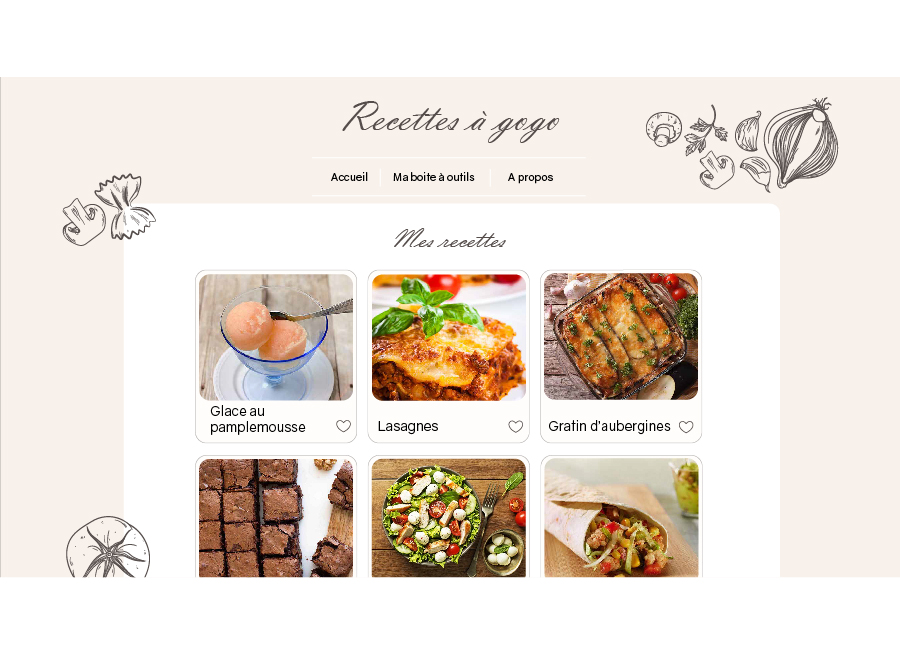 Recettes à gogo
Accueil
Ma boite à outils
A propos
Mes recettes
Glace au
pamplemousse
Lasagnes
Gratin d'aubergines